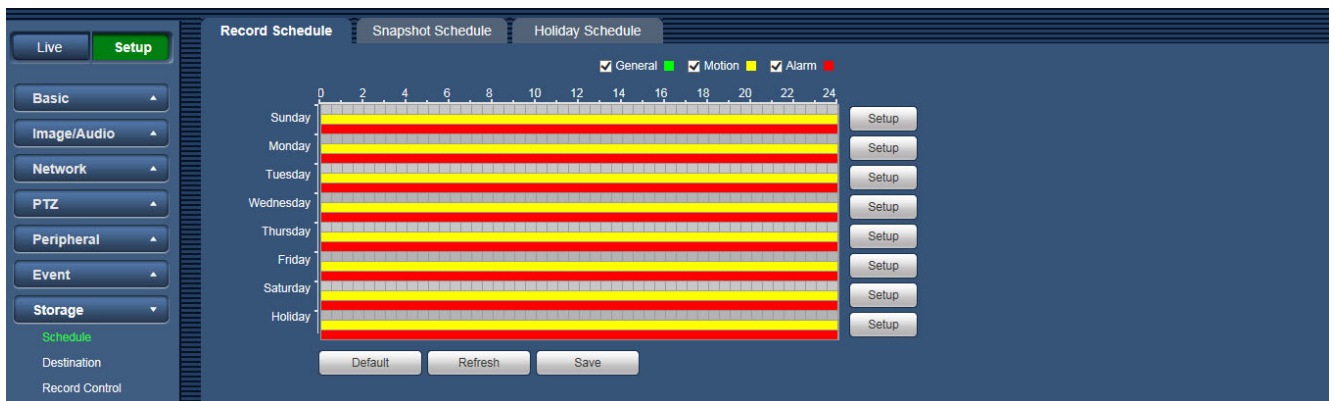 Live Setup
Basic
Image/Audio
Network
PTZ
Peripheral
Event
Storage
Schedule
Destination
Record Control
Record Schedule Snapshot Schedule Holiday Schedule
General Motion Alarm
0 2 4 6 8 10 12 14 16 18 20 22 24
Sunday Setup
Monday Setup
Tuesday Setup
Wednesday Setup
Thursday Setup
Friday Setup
Saturday Setup
Holiday Setup
Default Refresh Save